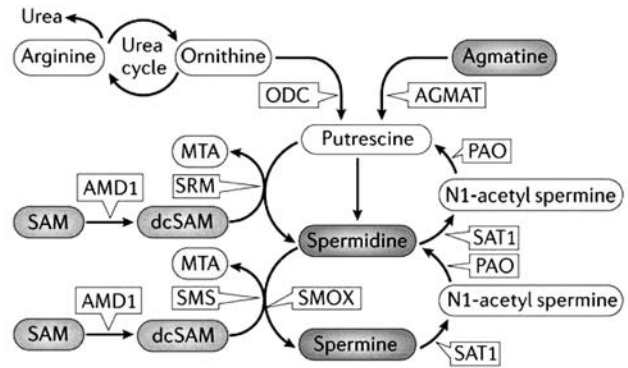 Urea
Arginine
Urea
cycle
Ornithine
Agmatine
ODC
AGMAT
Putrescine
MTA
PAO
AMD1
SRM
N1-acetyl spermine
SAM
dcSAM
Spermidine
SAT1
MTA
PAO
AMD1
SMS
SMOX
N1-acetyl spermine
SAM
dcSAM
Spermine
SAT1